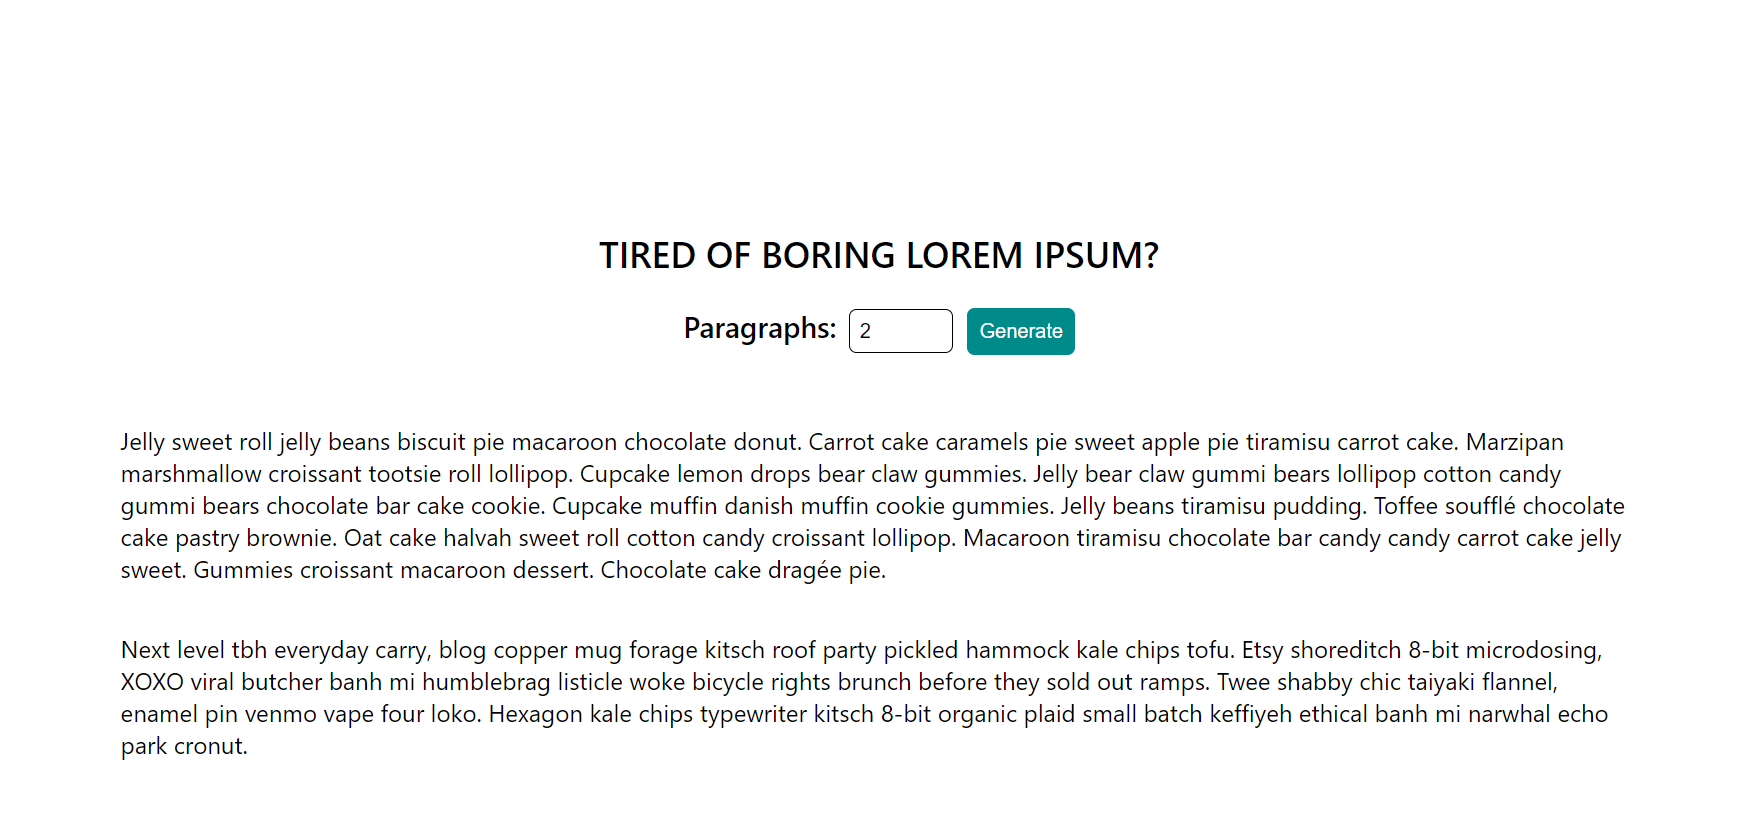 TIRED OF BORING LOREM IPSUM?
Paragraphs: 2 Generate
Jelly sweet roll jelly beans biscuit pie macaroon chocolate donut. Carrot cake caramels pie sweet apple pie tiramisu carrot cake. Marzipan
marshmallow croissant tootsie roll lollipop. Cupcake lemon drops bear claw gummies. Jelly bear claw gummi bears lollipop cotton candy
gummi bears chocolate bar cake cookie. Cupcake muffin danish muffin cookie gummies. Jelly beans tiramisu pudding. Toffee soufflé chocolate
cake pastry brownie. Oat cake halvah sweet roll cotton candy croissant lollipop. Macaroon tiramisu chocolate bar candy candy carrot cake jelly
sweet. Gummies croissant macaroon dessert. Chocolate cake dragée pie.
Next level tbh everyday carry, blog copper mug forage kitsch roof party pickled hammock kale chips tofu. Etsy shoreditch 8-bit microdosing,
XOXO viral butcher banh mi humblebrag listicle woke bicycle rights brunch before they sold out ramps. Twee shabby chic taiyaki flannel,
enamel pin venmo vape four loko. Hexagon kale chips typewriter kitsch 8-bit organic plaid small batch keffiyeh ethical banh mi narwhal echo
park cronut.